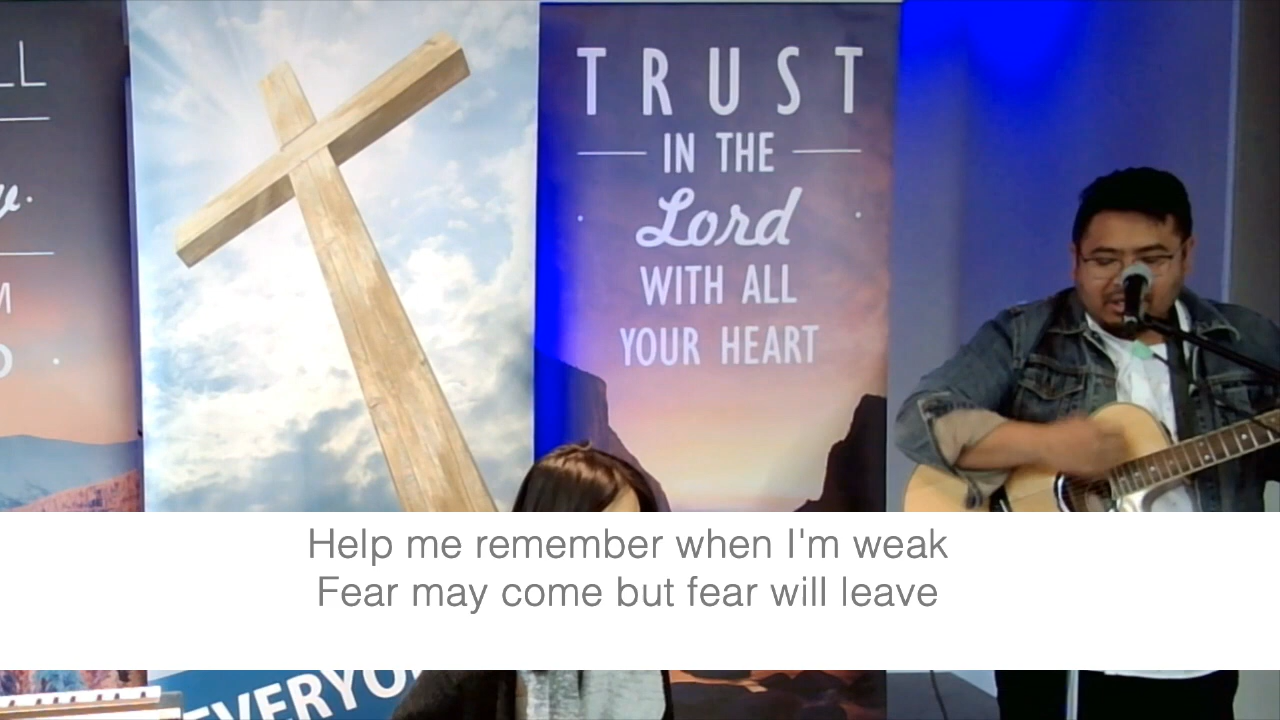 TRUST
IN THE
Lord
WITH ALL
YOUR HEART
Help me remember when I'm weak
Fear may come but fear will leave